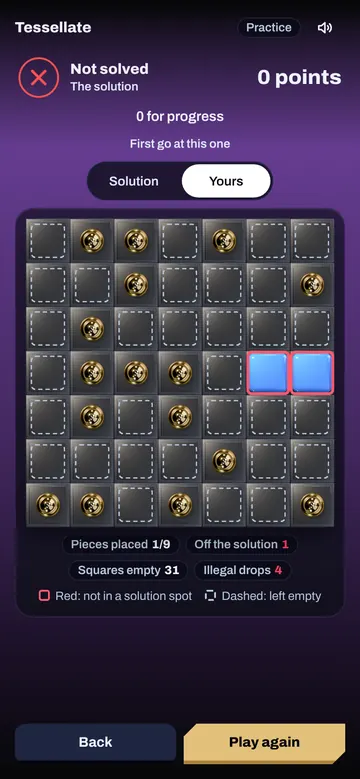 Tessellate
Practice
Not solved
The solution
0 points
0 for progress
First go at this one
Solution
Yours
Pieces placed 1/9
Off the solution 1
Squares empty 31
Illegal drops 4
Red: not in a solution spot
Dashed: left empty
Back
Play again